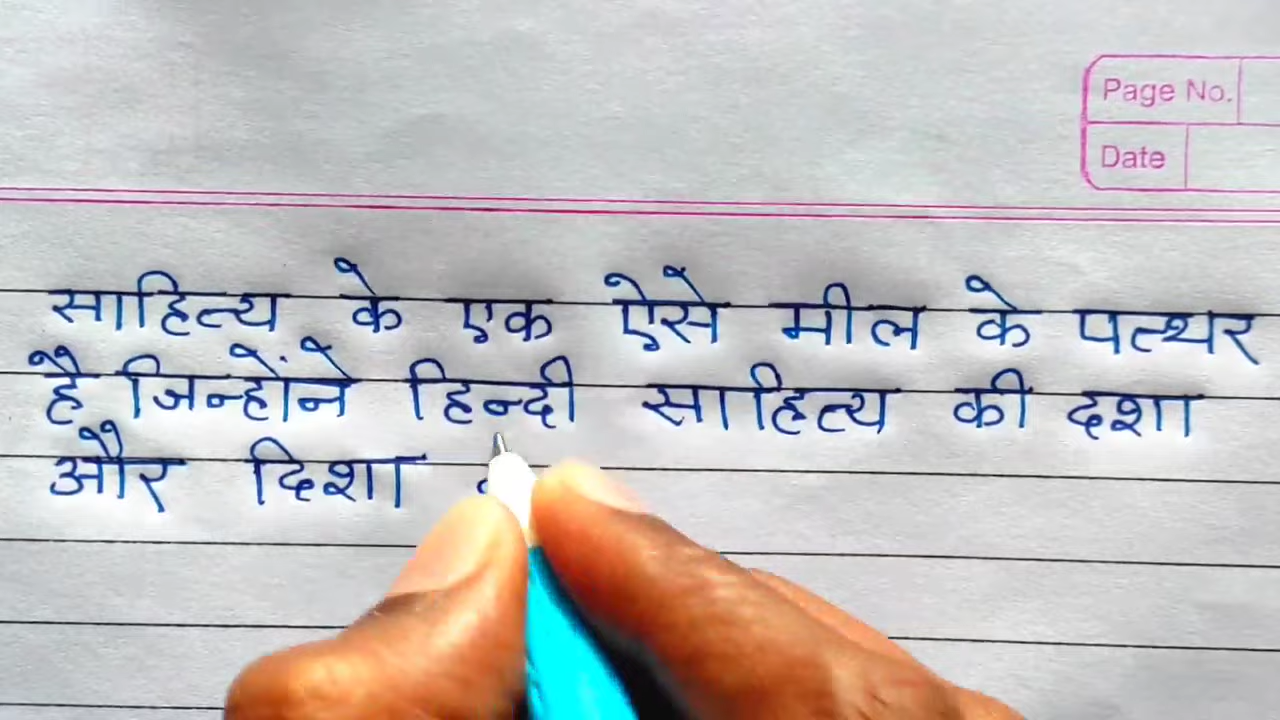 Page No.
Date
साहित्य के एक ऐसे मील के पत्थर
है जिन्होंने हिन्दी साहित्य की दशा
और दिशा